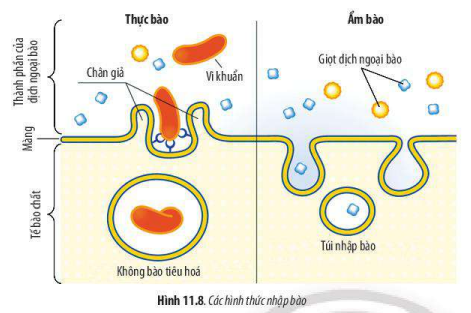 Thực bào
Ẩm bào
Thành phần của
dịch ngoại bào
Màng
Tế bào chất
Chân giả
Vi khuẩn
Giọt dịch ngoại bào
Không bào tiêu hoá
Túi nhập bào
Hình 11.8. Các hình thức nhập bào